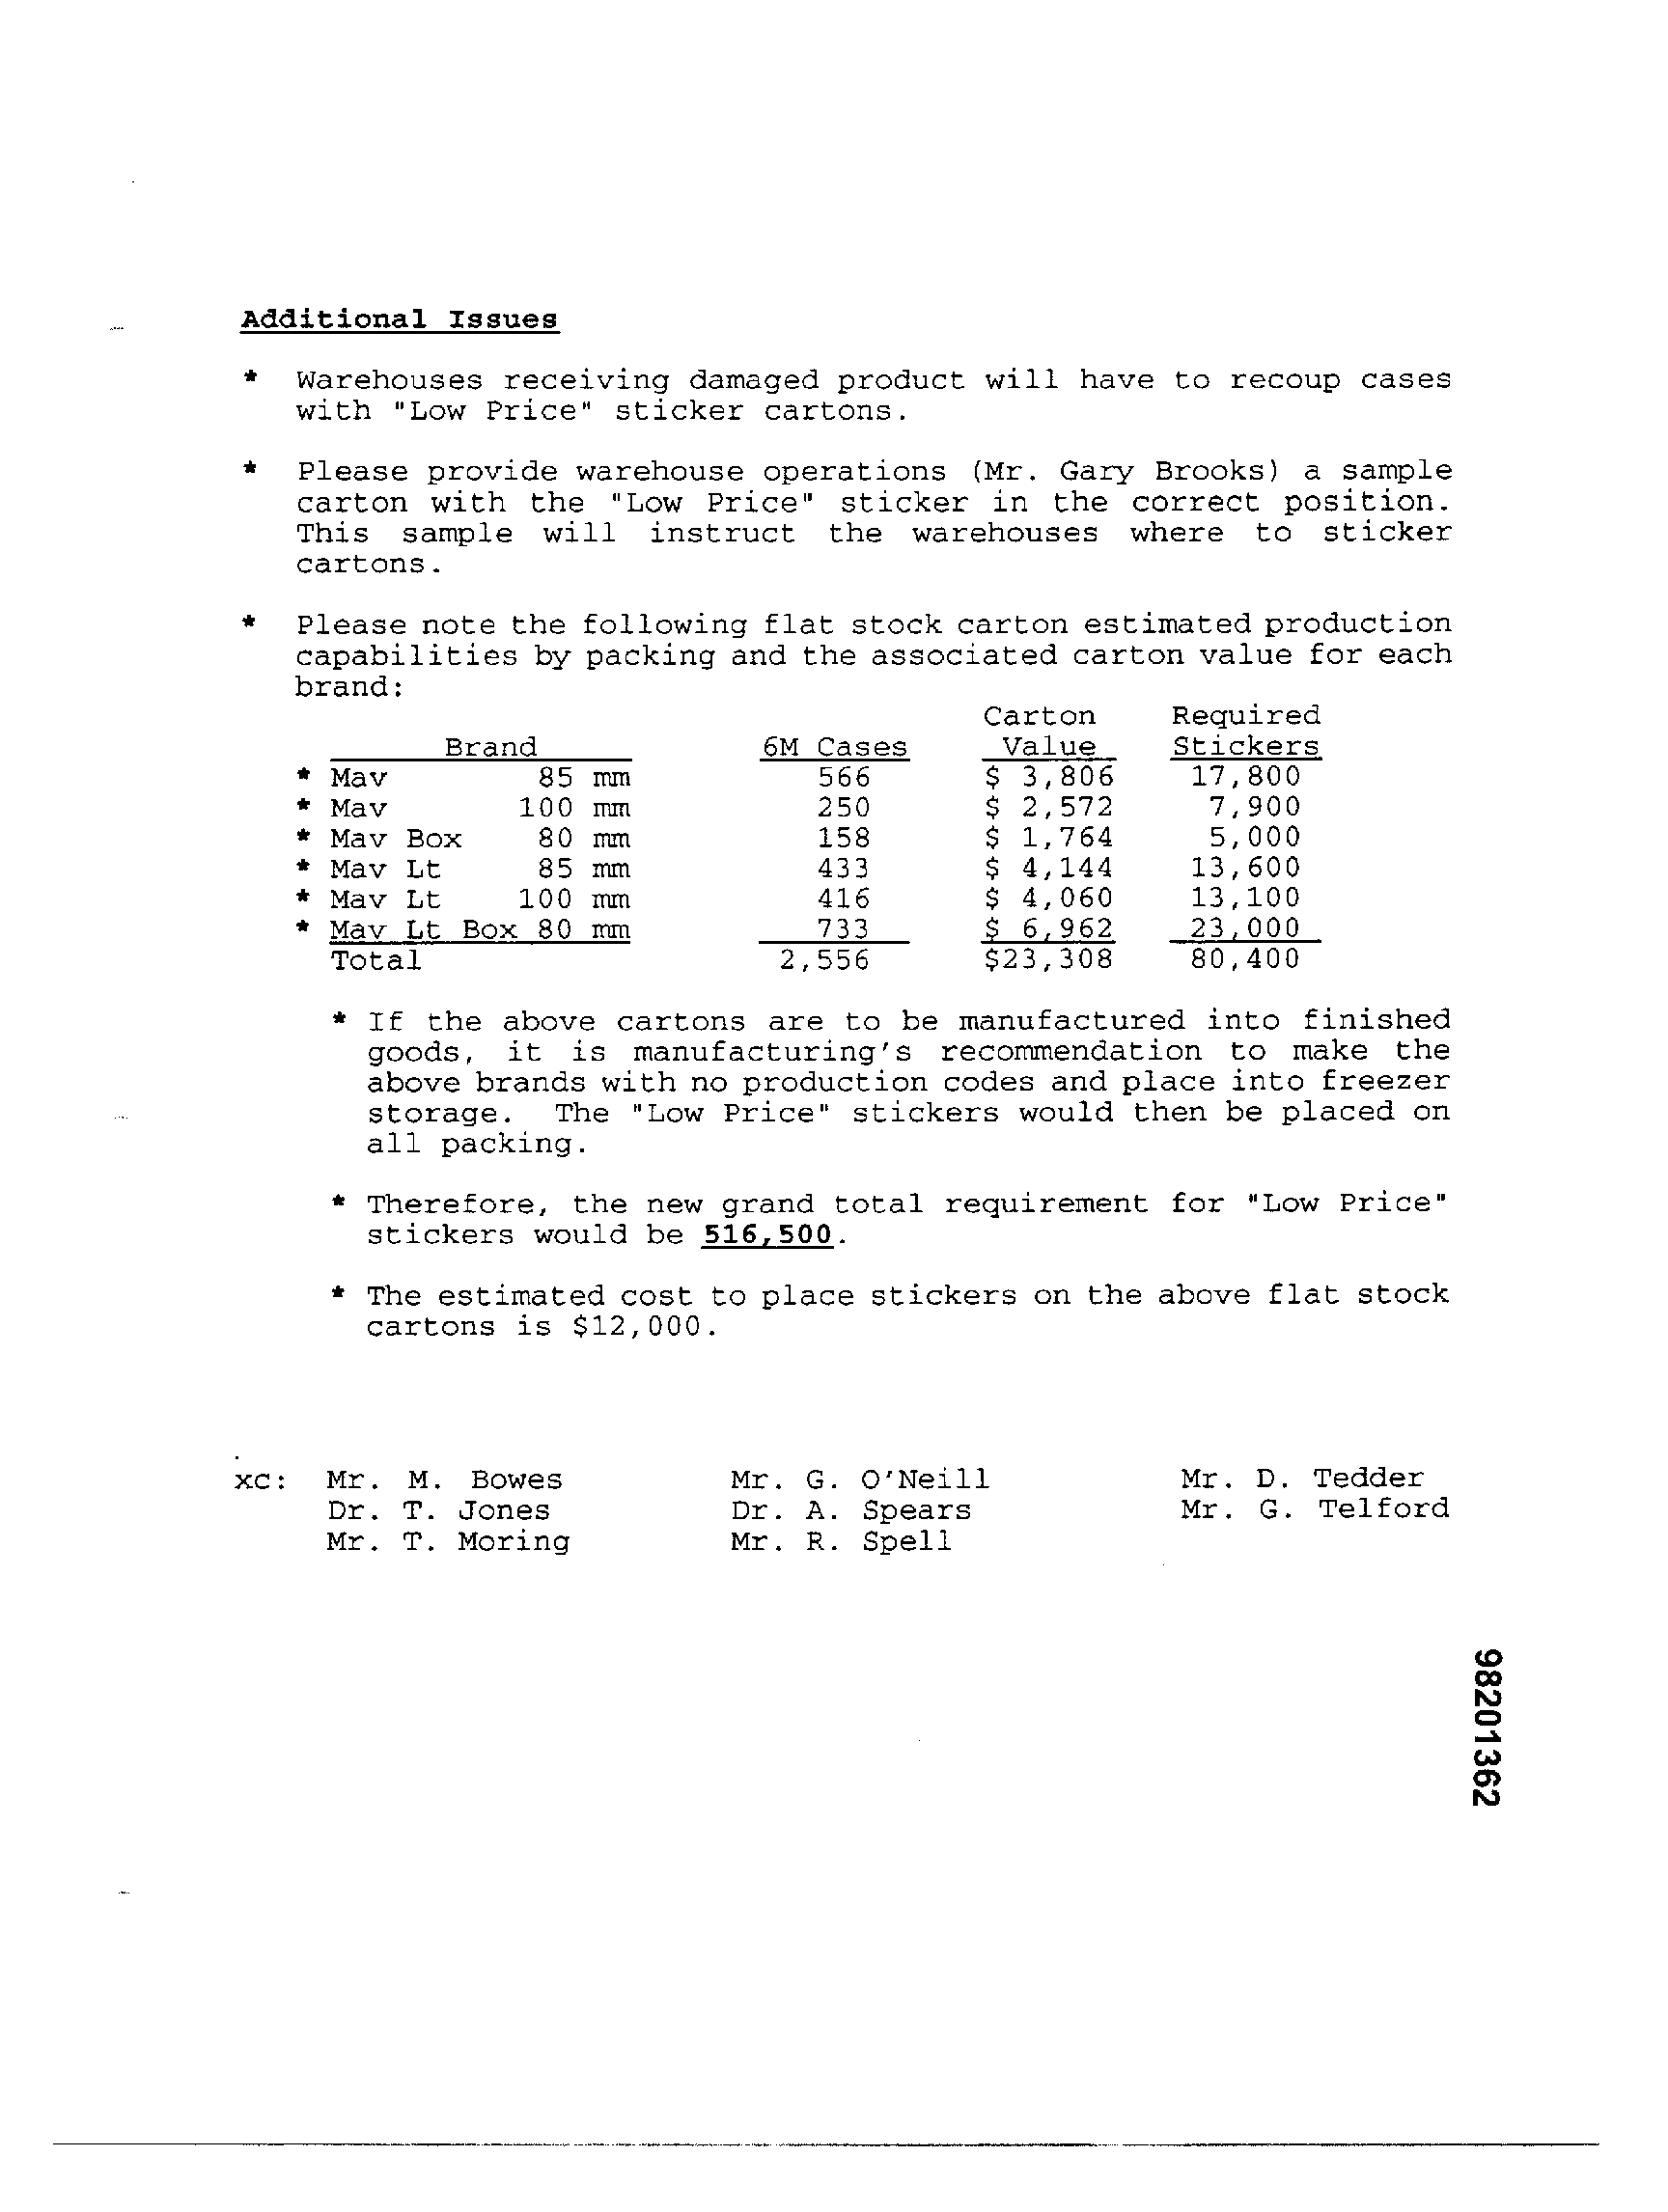 Additional Issues
* Warehouses receiving damaged product will have to recoup cases
with "Low Price" sticker cartons.
* Please provide warehouse operations (Mr. Gary Brooks) a sample
carton with the "Low Price" sticker in the correct position.
This sample will instruct the warehouses where to sticker
cartons.
* Please note the following flat stock carton estimated production
capabilities by packing and the associated carton value for each
brand:
Carton Required
Brand 6M Cases Value Stickers
* Mav 85 mm 566 $ 3,806 17,800
* Mav 100 mm 250 $ 2,572 7,900
* Mav Box 80 mm 158 $ 1,764 5,000
* Mav Lt 85 mm 433 $ 4,144 13,600
* Mav Lt 100 mm 416 $ 4,060 13,100
* Mav Lt Box 80 mm 733 $ 6,962 23,000
Total 2,556 $23,308 80,400
* If the above cartons are to be manufactured into finished
goods, it is manufacturing's recommendation to make the
above brands with no production codes and place into freezer
storage. The "Low Price" stickers would then be placed on
all packing.
* Therefore, the new grand total requirement for "Low Price"
stickers would be 516,500.
* The estimated cost to place stickers on the above flat stock
cartons is $12,000.
xc: Mr. M. Bowes Mr. G. O'Neill Mr. D. Tedder
Dr. T. Jones Dr. A. Spears Mr. G. Telford
Mr. T. Moring Mr. R. Spell
98201362